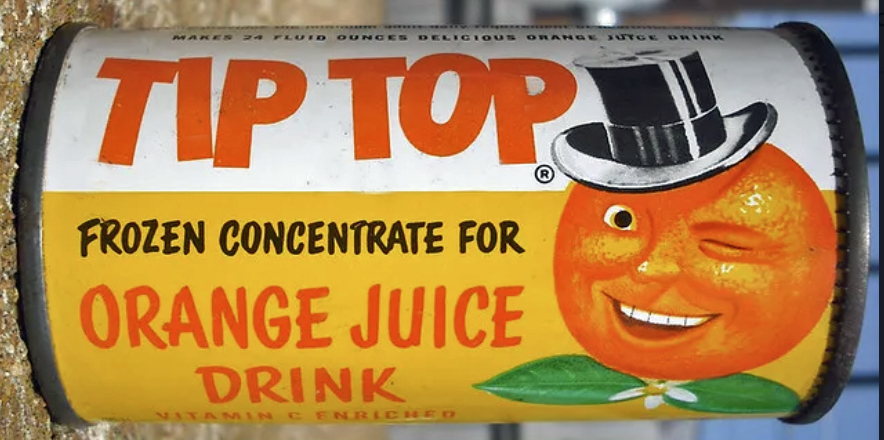 MAKES 24 FLUID OUNCES DELICIOUS ORANGE JUICE DRINK
TIP TOP®
FROZEN CONCENTRATE FOR
ORANGE JUICE
DRINK
VITAMIN C ENRICHED